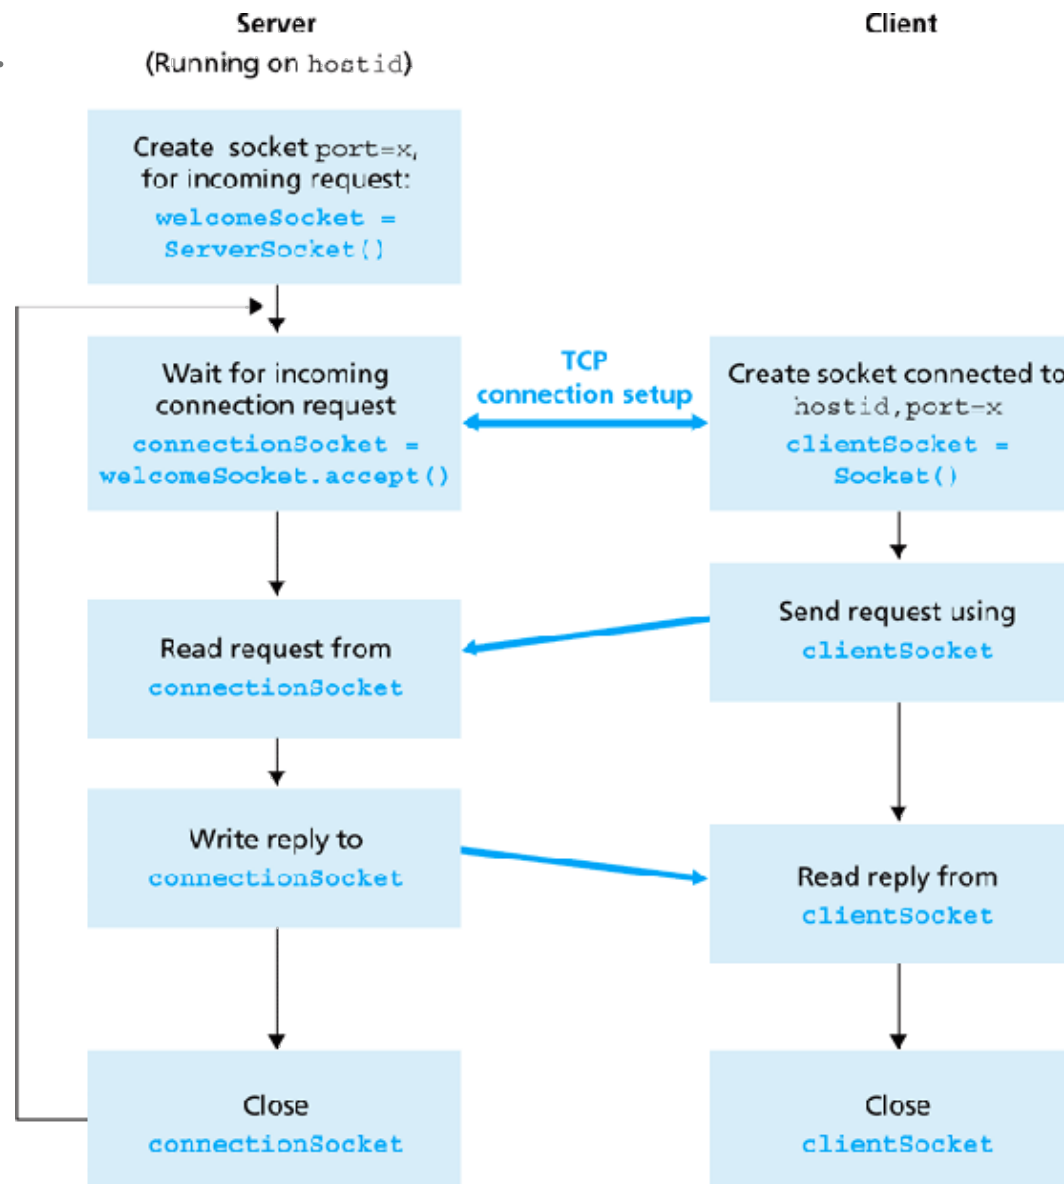 Server
(Running on hostid)
Create socket port=x,
for incoming request:
welcomeSocket =
ServerSocket()
Wait for incoming
connection request
connectionSocket =
welcomeSocket.accept()
Read request from
connectionSocket
Write reply to
connectionSocket
Close
connectionSocket
TCP
connection setup
Client
Create socket connected to
hostid,port=x
clientSocket =
Socket()
Send request using
clientSocket
Read reply from
clientSocket
Close
clientSocket